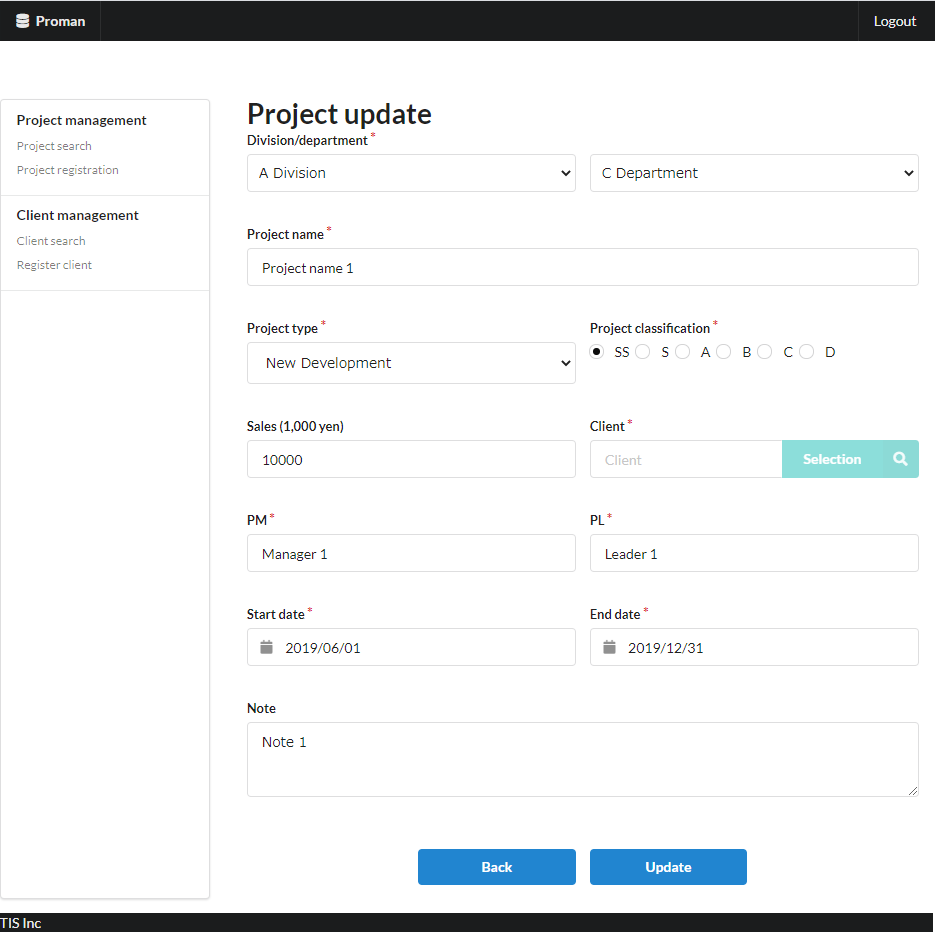 Proman Logout
Project management
Project search
Project registration
Client management
Client search
Register client
Project update
Division/department *
A Division C Department
Project name *
Project name 1
Project type * Project classification *
New Development SS S A B C D
Sales (1,000 yen) Client *
10000 Client Selection
PM * PL *
Manager 1 Leader 1
Start date * End date *
2019/06/01 2019/12/31
Note
Note 1
Back Update
TIS Inc